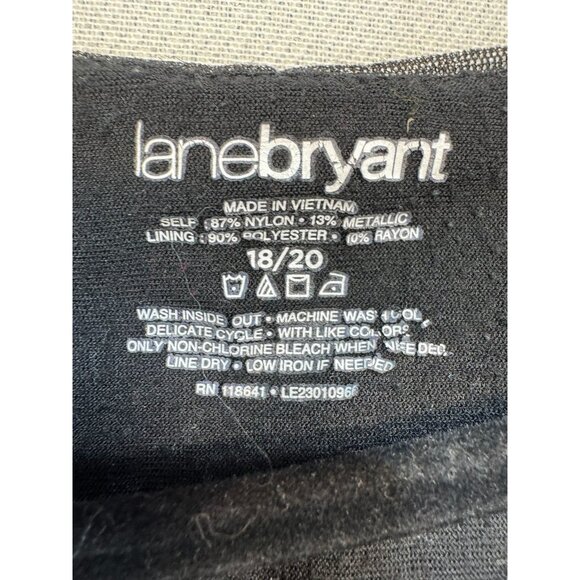 lanebryant
MADE IN VIETNAM
SELF : 87% NYLON • 13% METALLIC
LINING : 90% POLYESTER • 10% RAYON
18/20
WASH INSIDE OUT • MACHINE WASH COOL
DELICATE CYCLE • WITH LIKE COLORS
ONLY NON-CHLORINE BLEACH WHEN NEEDED.
LINE DRY • LOW IRON IF NEEDED
RN 118641 •